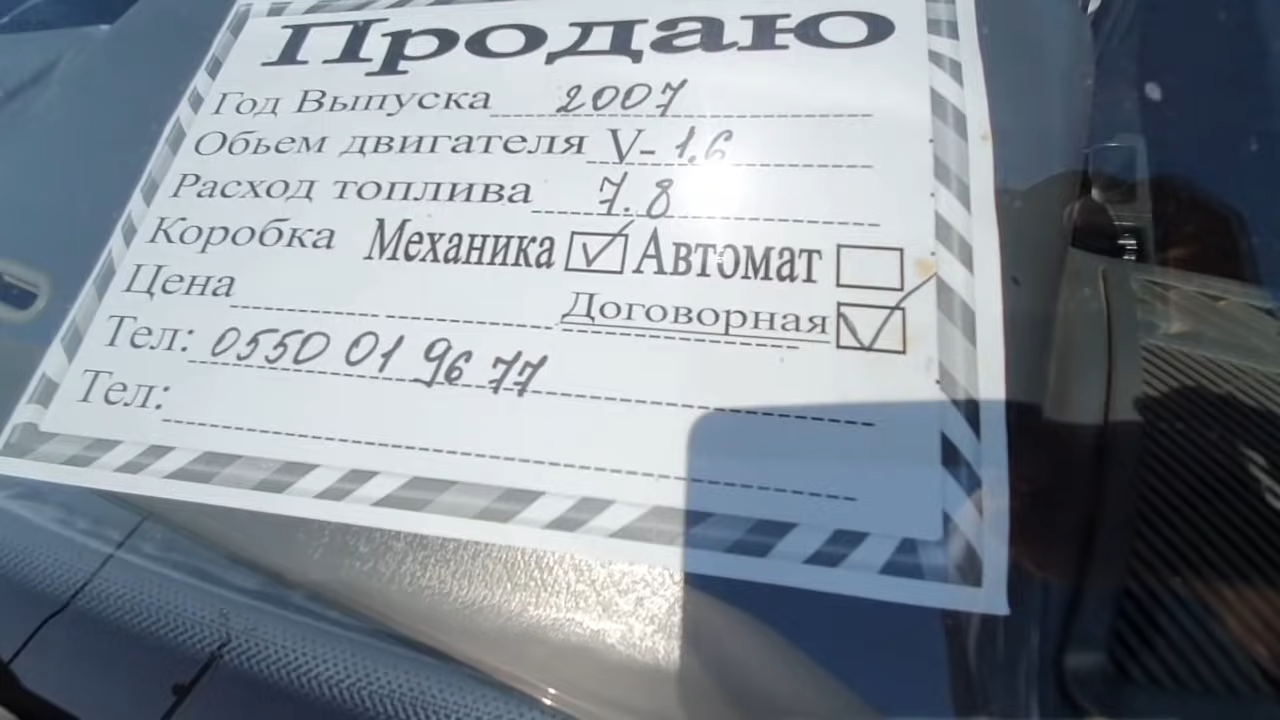 Продаю
Год Выпуска 2007
Обьем двигателя V- 1.6
Расход топлива 7.8
Коробка Механика Автомат
Цена Договорная
Тел: 0550 01 96 77
Тел: